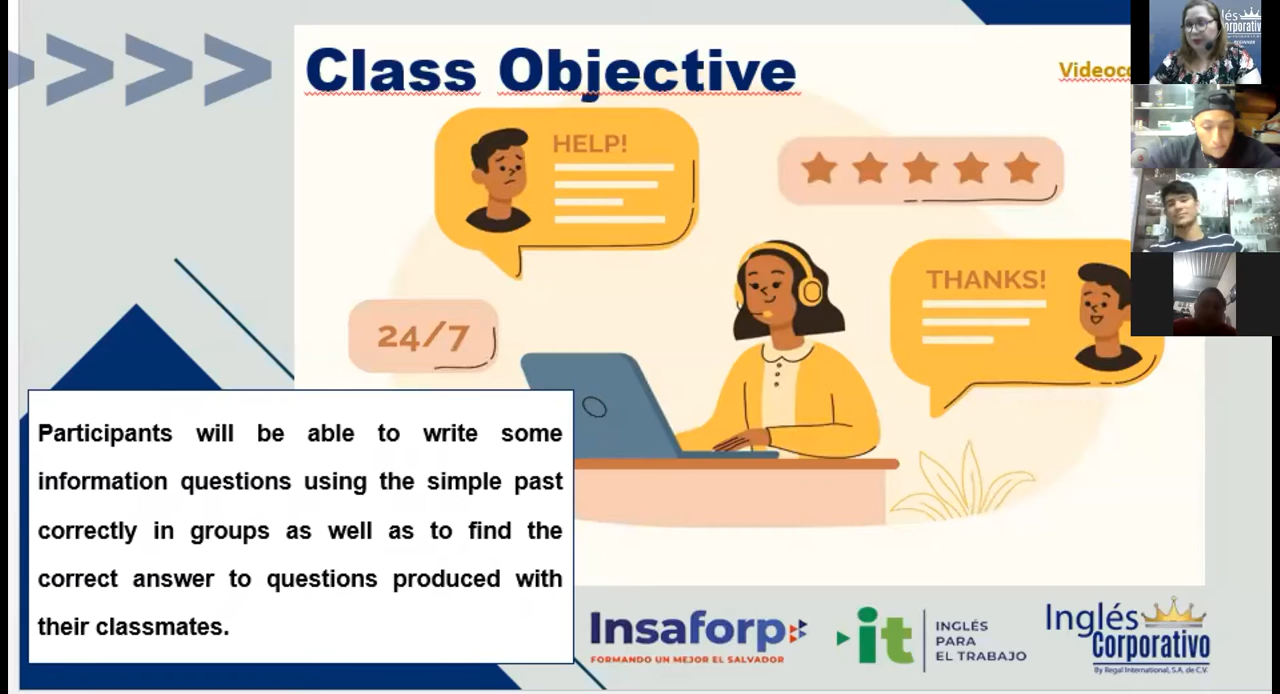 Class Objective
Videoc
HELP!
THANKS!
24/7
Participants will be able to write some
information questions using the simple past
correctly in groups as well as to find the
correct answer to questions produced with
their classmates.
Insaforp
FORMANDO UN MEJOR EL SALVADOR
it
INGLÉS
PARA
EL TRABAJO
Inglés
Corporativo
By Regal International, S.A. de C.V.